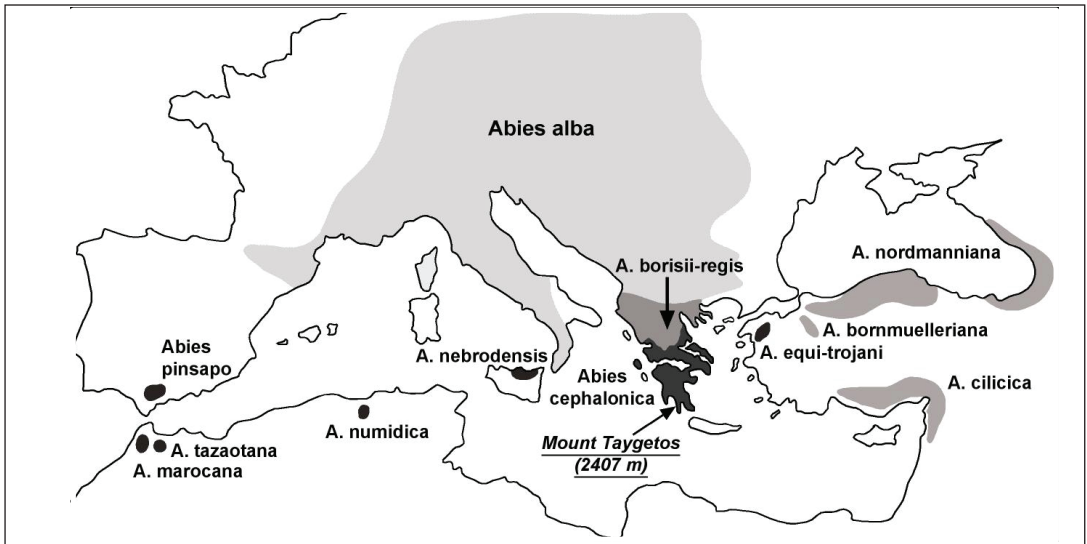 Abies alba
A. borisii-regis
A. nordmanniana
A. bornmuelleriana
A. equi-trojani
Abies
pinsapo
A. nebrodensis
Abies
cephalonica
A. cilicica
A. numidica
A. tazaotana
A. marocana
Mount Taygetos
(2407 m)